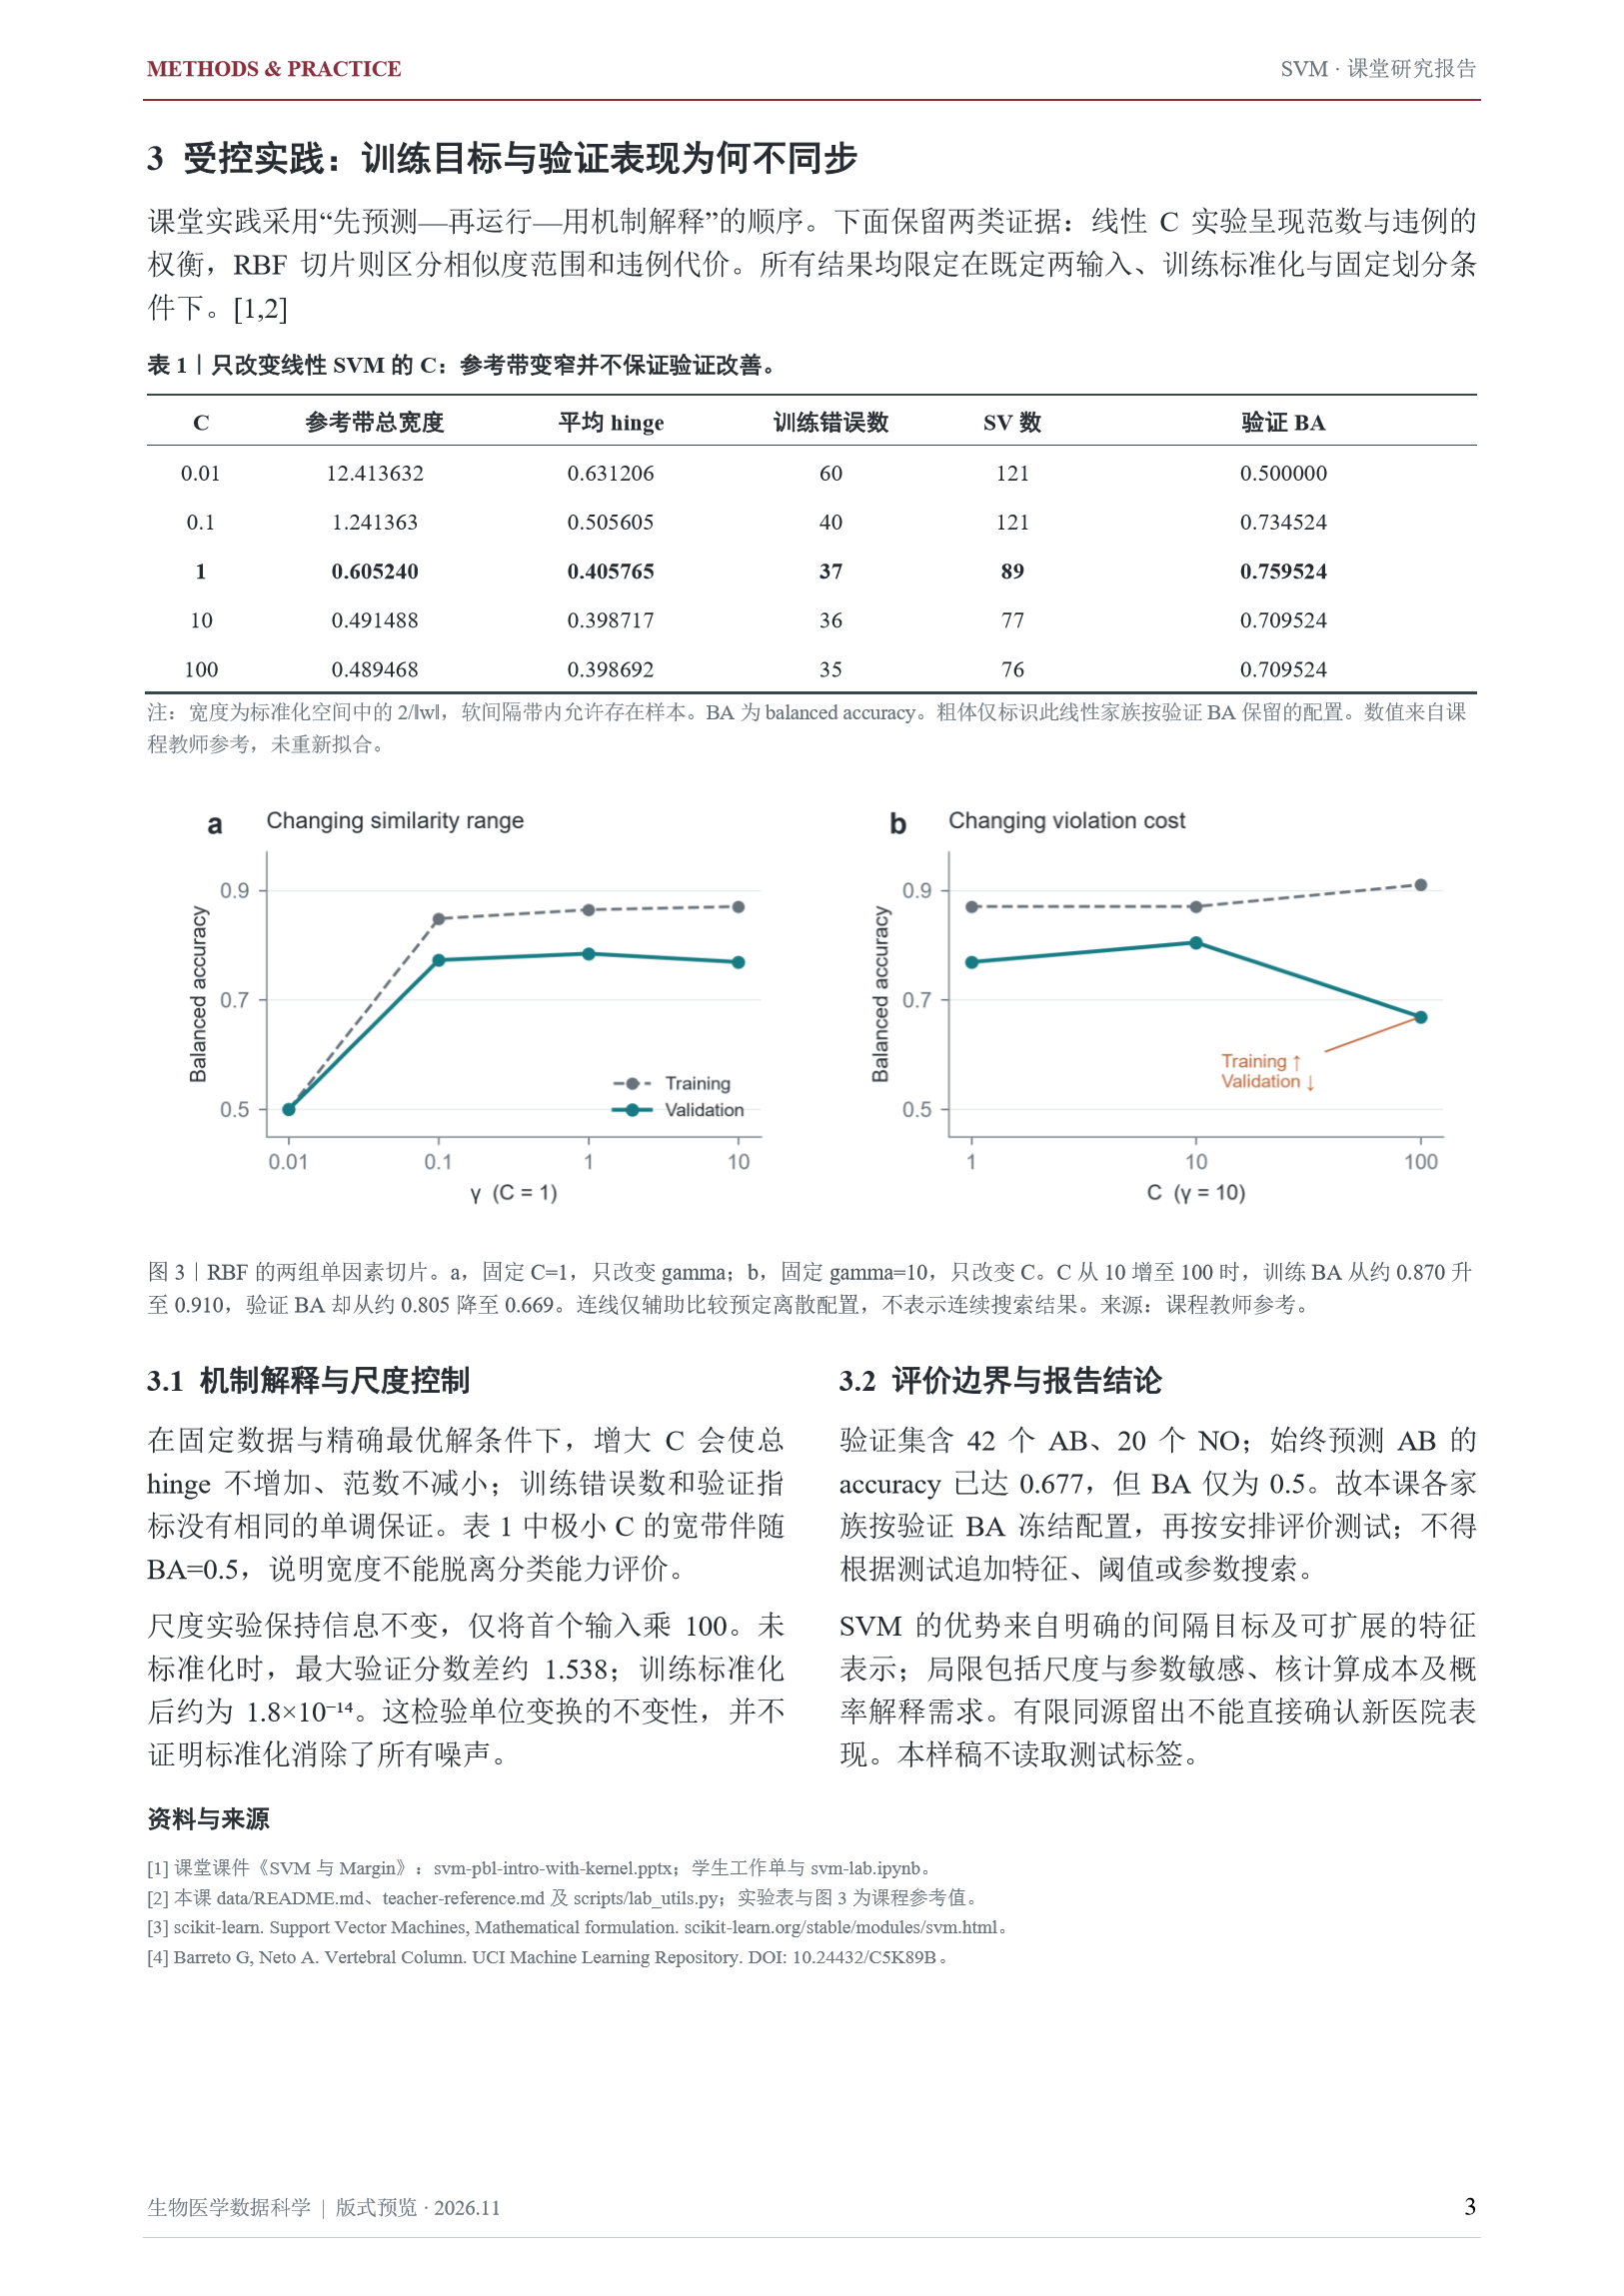 METHODS & PRACTICE
SVM · 课堂研究报告
3 受控实践：训练目标与验证表现为何不同步
课堂实践采用“先预测—再运行—用机制解释”的顺序。下面保留两类证据：线性 C 实验呈现范数与违例的
权衡，RBF 切片则区分相似度范围和违例代价。所有结果均限定在既定两输入、训练标准化与固定划分条
件下。[1,2]
表 1｜只改变线性 SVM 的 C：参考带变窄并不保证验证改善。
C 参考带总宽度 平均 hinge 训练错误数 SV 数 验证 BA
0.01 12.413632 0.631206 60 121 0.500000
0.1 1.241363 0.505605 40 121 0.734524
1 0.605240 0.405765 37 89 0.759524
10 0.491488 0.398717 36 77 0.709524
100 0.489468 0.398692 35 76 0.709524
注：宽度为标准化空间中的 2/‖w‖，软间隔带内允许存在样本。BA 为 balanced accuracy。粗体仅标识此线性家族按验证 BA 保留的配置。数值来自课
程教师参考，未重新拟合。
a Changing similarity range
0.9
0.7
0.5
Balanced accuracy
Training
Validation
0.01 0.1 1 10
γ (C = 1)
b Changing violation cost
0.9
0.7
0.5
Balanced accuracy
Training ↑
Validation ↓
1 10 100
C (γ = 10)
图 3｜RBF 的两组单因素切片。a，固定 C=1，只改变 gamma；b，固定 gamma=10，只改变 C。C 从 10 增至 100 时，训练 BA 从约 0.870 升
至 0.910，验证 BA 却从约 0.805 降至 0.669。连线仅辅助比较预定离散配置，不表示连续搜索结果。来源：课程教师参考。
3.1 机制解释与尺度控制
在固定数据与精确最优解条件下，增大 C 会使总
hinge 不增加、范数不减小；训练错误数和验证指
标没有相同的单调保证。表 1 中极小 C 的宽带伴随
BA=0.5，说明宽度不能脱离分类能力评价。
尺度实验保持信息不变，仅将首个输入乘 100。未
标准化时，最大验证分数差约 1.538；训练标准化
后约为 1.8×10⁻¹⁴。这检验单位变换的不变性，并不
证明标准化消除了所有噪声。
3.2 评价边界与报告结论
验证集含 42 个 AB、20 个 NO；始终预测 AB 的
accuracy 已达 0.677，但 BA 仅为 0.5。故本课各家
族按验证 BA 冻结配置，再按安排评价测试；不得
根据测试追加特征、阈值或参数搜索。
SVM 的优势来自明确的间隔目标及可扩展的特征
表示；局限包括尺度与参数敏感、核计算成本及概
率解释需求。有限同源留出不能直接确认新医院表
现。本样稿不读取测试标签。
资料与来源
[1] 课堂课件《SVM 与 Margin》：svm-pbl-intro-with-kernel.pptx；学生工作单与 svm-lab.ipynb。
[2] 本课 data/README.md、teacher-reference.md 及 scripts/lab_utils.py；实验表与图 3 为课程参考值。
[3] scikit-learn. Support Vector Machines, Mathematical formulation. scikit-learn.org/stable/modules/svm.html。
[4] Barreto G, Neto A. Vertebral Column. UCI Machine Learning Repository. DOI: 10.24432/C5K89B。
生物医学数据科学 | 版式预览 · 2026.11
3